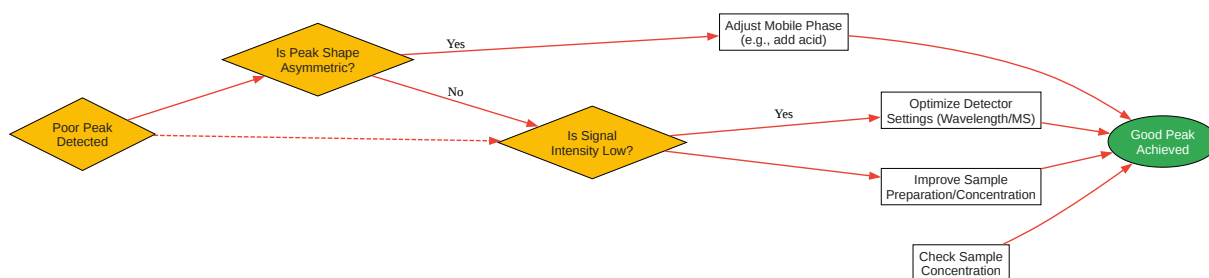 Adjust Mobile Phase
(e.g., add acid)
Yes
Is Peak Shape
Asymmetric?
No
Optimize Detector
Settings (Wavelength/MS)
Yes
Poor Peak
Detected
Is Signal
Intensity Low?
Good Peak
Achieved
Improve Sample
Preparation/Concentration
Check Sample
Concentration